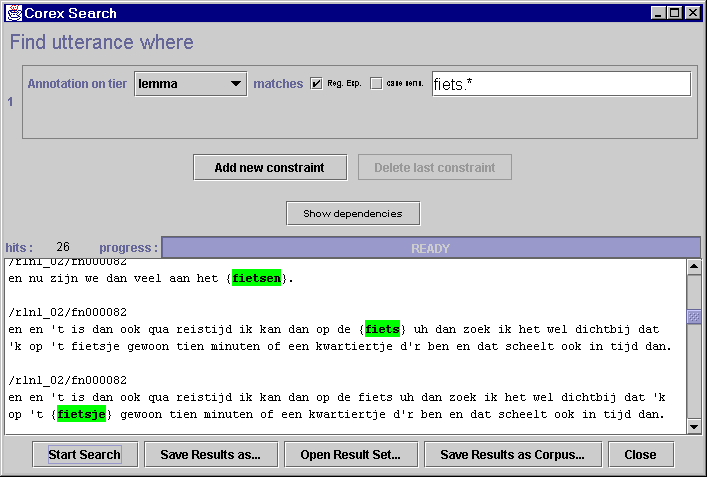 Corex Search
Find utterance where
1 Annotation on tier lemma matches Reg. Exp. case sens. fiets.*
Add new constraint Delete last constraint
Show dependencies
hits : 26 progress : READY
/rlnl_02/fn000082
en nu zijn we dan veel aan het {fietsen}.
/rlnl_02/fn000082
en en 't is dan ook qua reistijd ik kan dan op de {fiets} uh dan zoek ik het wel dichtbij dat
'k op 't fietsje gewoon tien minuten of een kwartiertje d'r ben en dat scheelt ook in tijd dan.
/rlnl_02/fn000082
en en 't is dan ook qua reistijd ik kan dan op de fiets uh dan zoek ik het wel dichtbij dat 'k
op 't {fietsje} gewoon tien minuten of een kwartiertje d'r ben en dat scheelt ook in tijd dan.
Start Search Save Results as... Open Result Set... Save Results as Corpus... Close